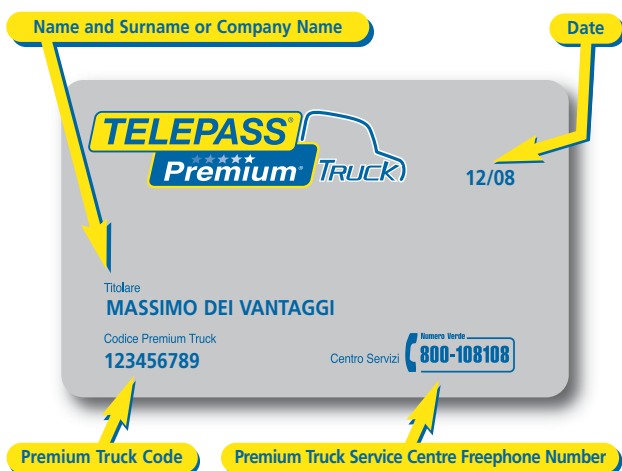 Name and Surname or Company Name
Date
TELEPASS®
Premium®
TRUCK
12/08
Titolare
MASSIMO DEI VANTAGGI
Codice Premium Truck
123456789
Numero Verde
Centro Servizi
800-108108
Premium Truck Code
Premium Truck Service Centre Freephone Number